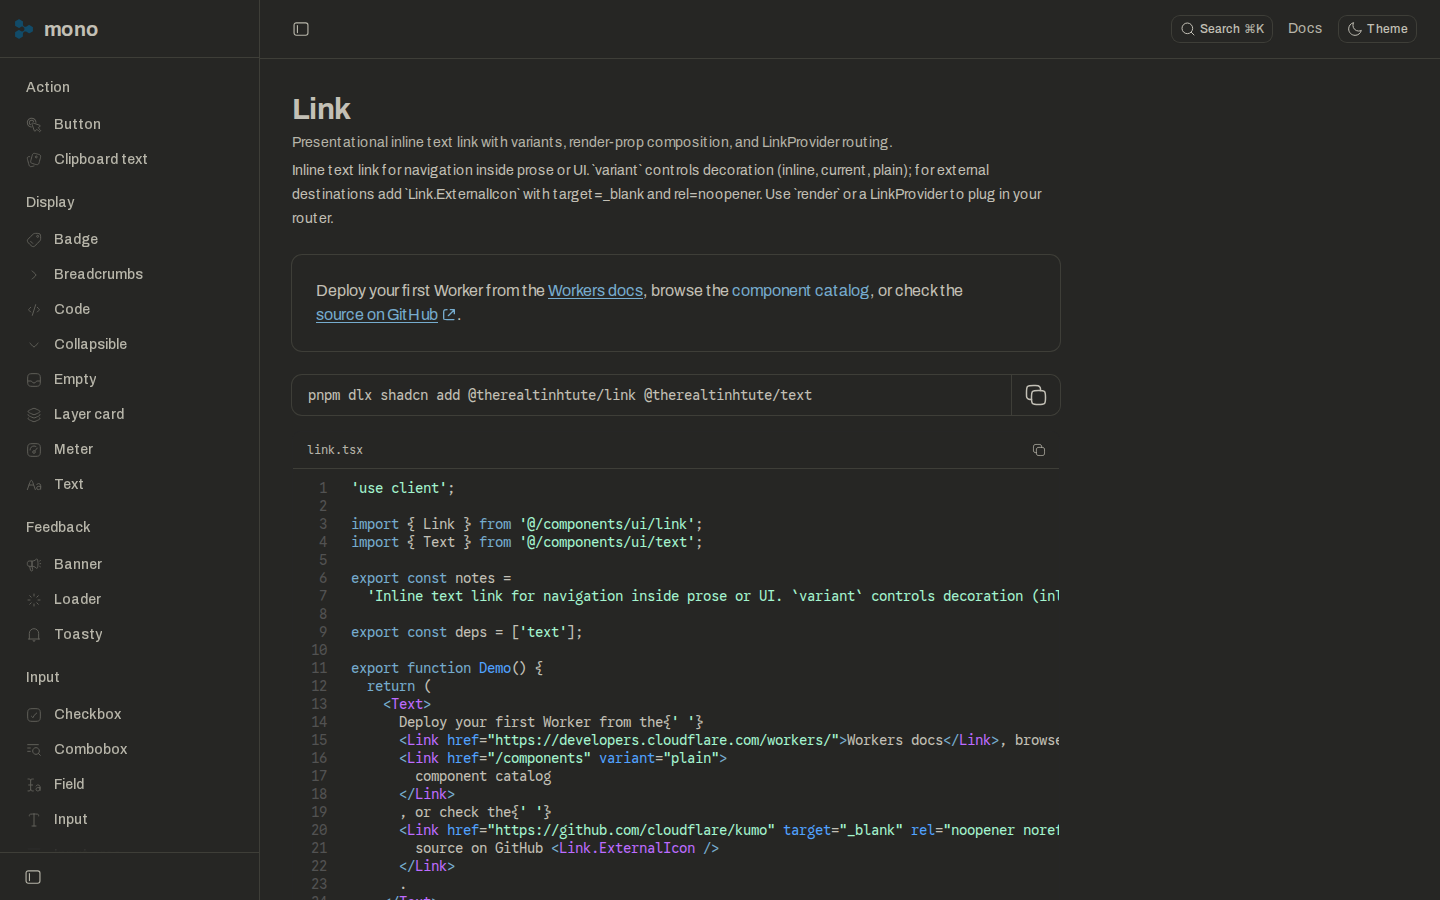 mono
Search ⌘K
Docs
Theme
Action
Button
Clipboard text
Display
Badge
Breadcrumbs
Code
Collapsible
Empty
Layer card
Meter
Text
Feedback
Banner
Loader
Toasty
Input
Checkbox
Combobox
Field
Input
Link
Presentational inline text link with variants, render-prop composition, and LinkProvider routing.
Inline text link for navigation inside prose or UI. `variant` controls decoration (inline, current, plain); for external
destinations add `Link.ExternalIcon` with target=_blank and rel=noopener. Use `render` or a LinkProvider to plug in your
router.
Deploy your first Worker from the Workers docs, browse the component catalog, or check the
source on GitHub.
pnpm dlx shadcn add @therealtinhtute/link @therealtinhtute/text
link.tsx
1 'use client';
2
3 import { Link } from '@/components/ui/link';
4 import { Text } from '@/components/ui/text';
5
6 export const notes =
7 'Inline text link for navigation inside prose or UI. `variant` controls decoration (inl
8
9 export const deps = ['text'];
10
11 export function Demo() {
12 return (
13 <Text>
14 Deploy your first Worker from the{' '}
15 <Link href="https://developers.cloudflare.com/workers/">Workers docs</Link>, browse
16 <Link href="/components" variant="plain">
17 component catalog
18 </Link>
19 , or check the{' '}
20 <Link href="https://github.com/cloudflare/kumo" target="_blank" rel="noopener noref
21 source on GitHub <Link.ExternalIcon />
22 </Link>
23 .
24 </Text>